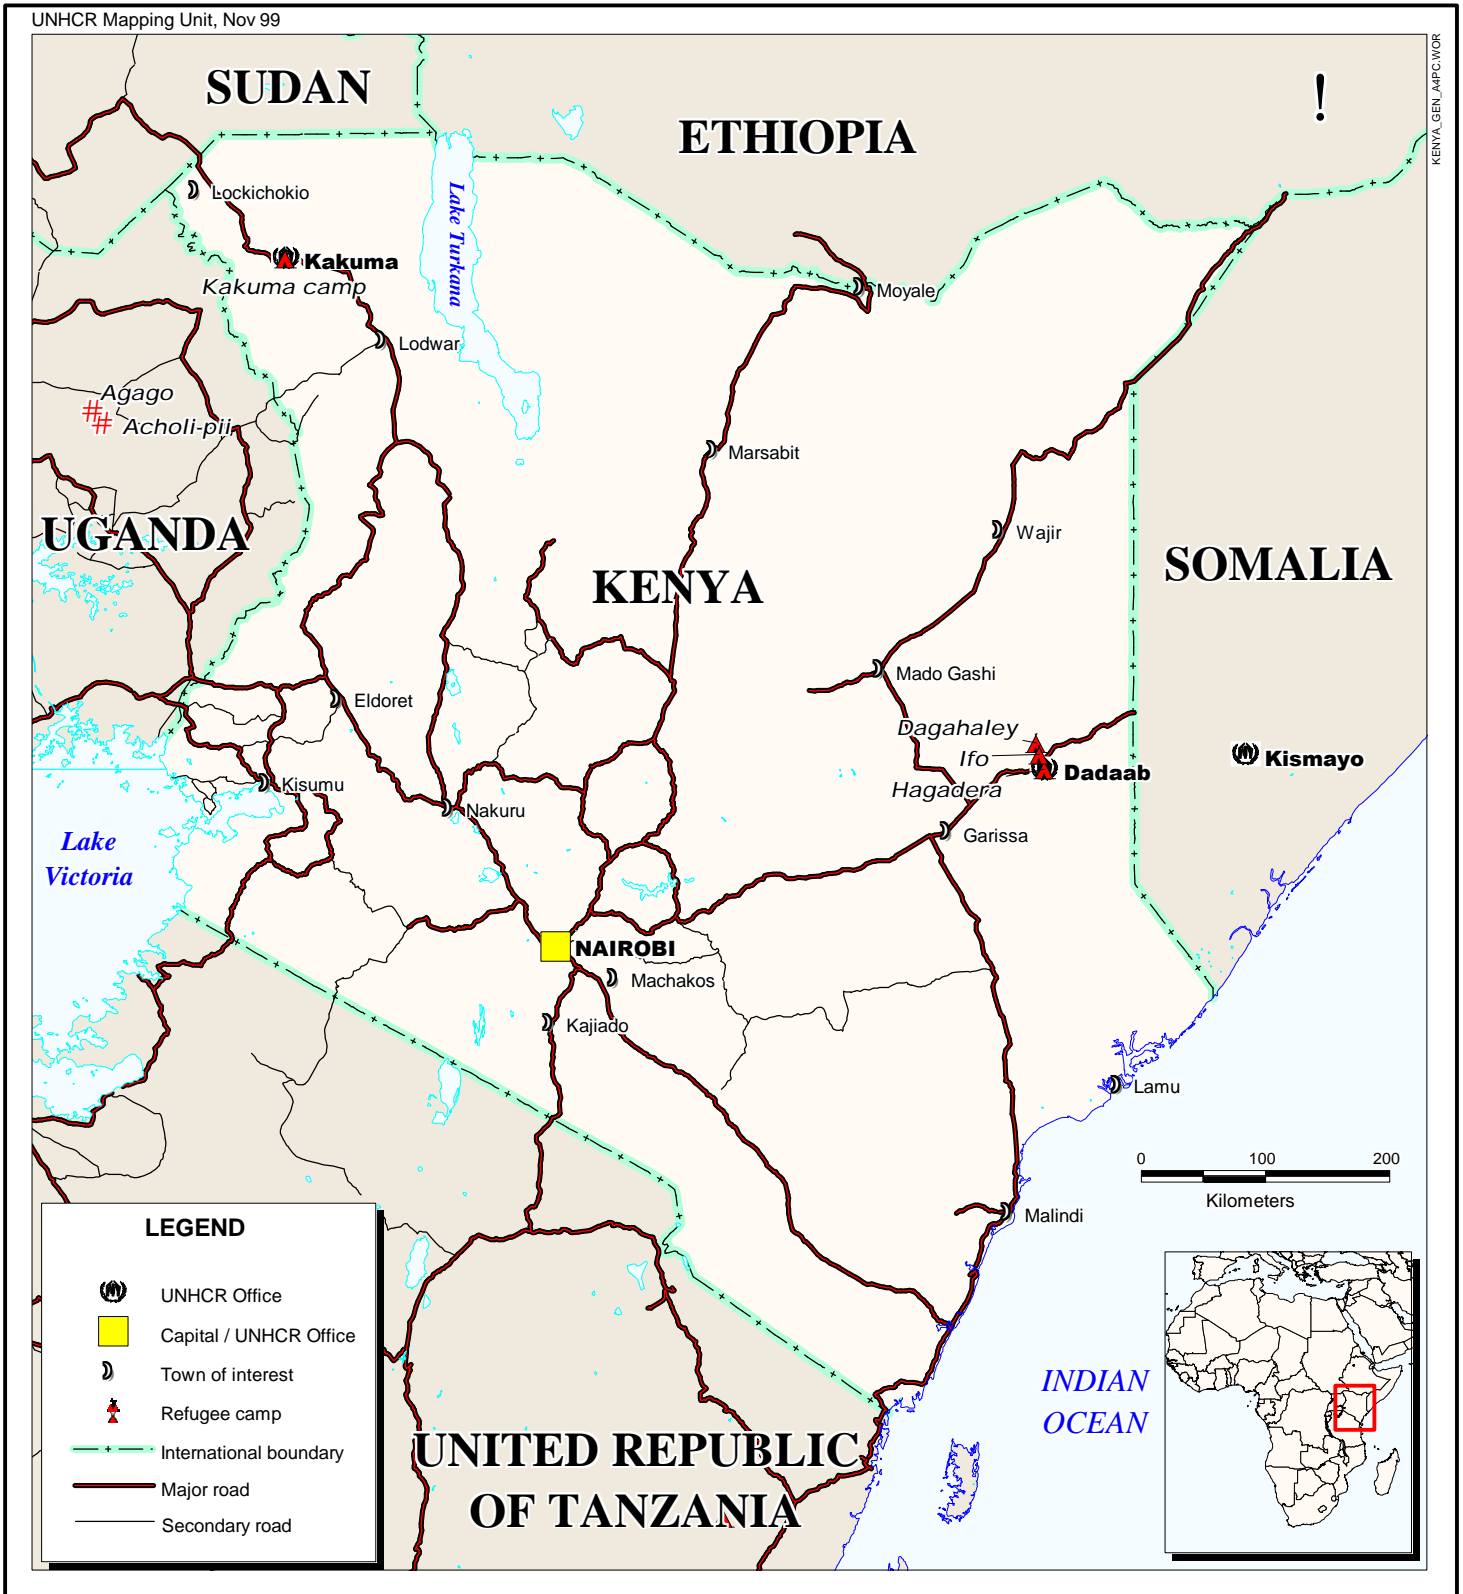 UNHCR Mapping Unit, Nov 99
KENYA_GEN_A4PC.WOR
SUDAN
!
ETHIOPIA
Lockichokio
Lake Turkana
Kakuma
Kakuma camp
Moyale
Lodwar
Agago
Acholi-pii
Marsabit
UGANDA
Wajir
SOMALIA
KENYA
Mado Gashi
Eldoret
Dagahaley
Ifo
Kismayo
Dadaab
Hagadera
Kisumu
Nakuru
Garissa
Lake
Victoria
NAIROBI
Machakos
Kajiado
Lamu
0 100 200
Kilometers
Malindi
LEGEND
UNHCR Office
Capital / UNHCR Office
Town of interest
Refugee camp
International boundary
Major road
Secondary road
INDIAN
OCEAN
UNITED REPUBLIC
OF TANZANIA